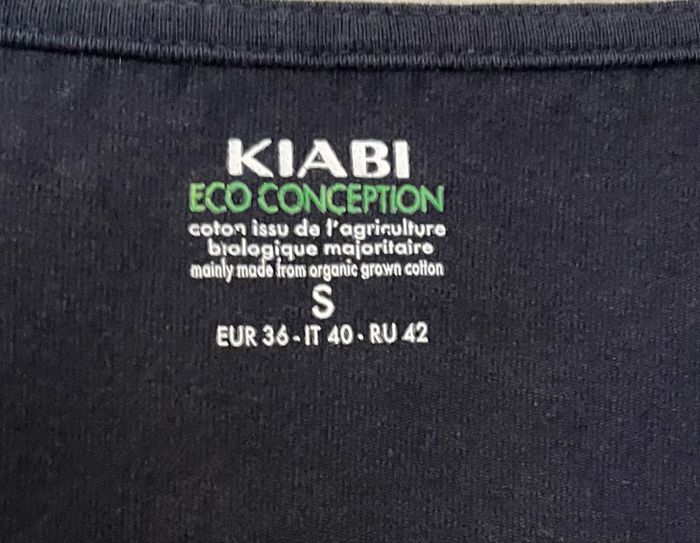 KIABI
ECO CONCEPTION
coton issu de l'agriculture
biologique majoritaire
mainly made from organic grown cotton
S
EUR 36 - IT 40 - RU 42